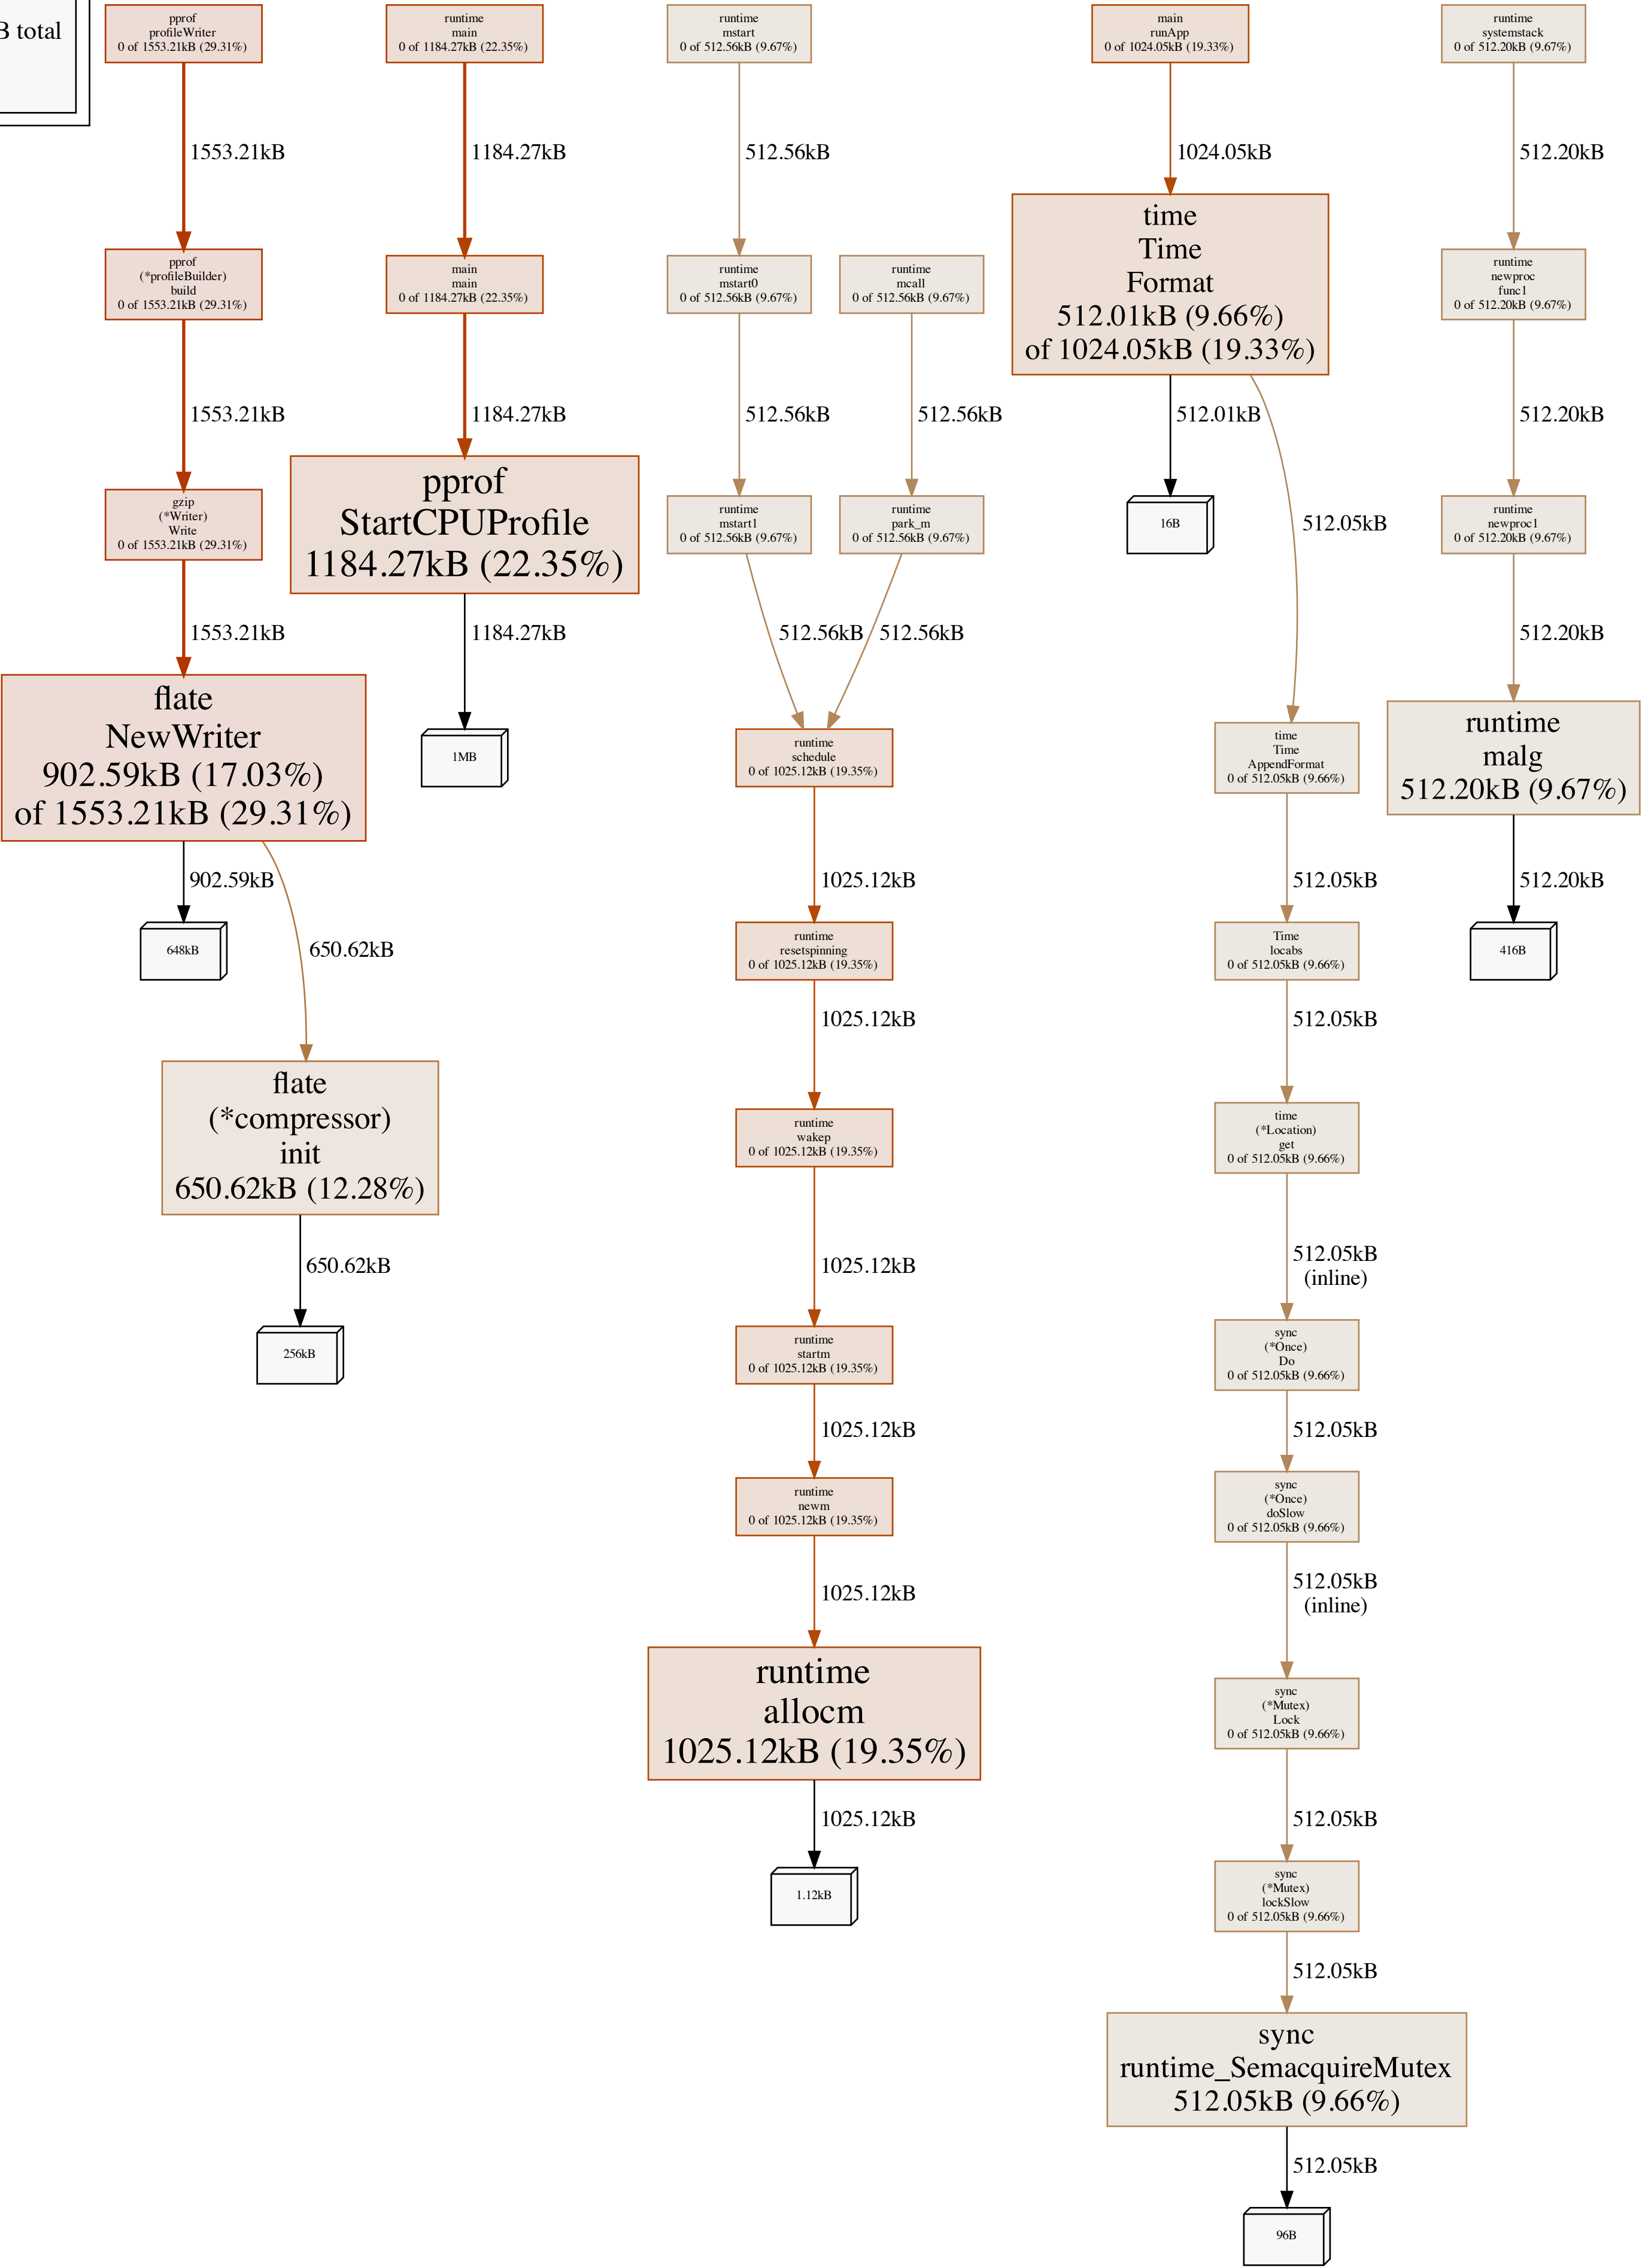 B total
pprof
profileWriter
0 of 1553.21kB (29.31%)
1553.21kB
pprof
(*profileBuilder)
build
0 of 1553.21kB (29.31%)
1553.21kB
gzip
(*Writer)
Write
0 of 1553.21kB (29.31%)
1553.21kB
flate
NewWriter
902.59kB (17.03%)
of 1553.21kB (29.31%)
902.59kB
648kB
650.62kB
flate
(*compressor)
init
650.62kB (12.28%)
650.62kB
256kB
runtime
main
0 of 1184.27kB (22.35%)
1184.27kB
main
main
0 of 1184.27kB (22.35%)
1184.27kB
pprof
StartCPUProfile
1184.27kB (22.35%)
1184.27kB
1MB
runtime
mstart
0 of 512.56kB (9.67%)
512.56kB
runtime
mstart0
0 of 512.56kB (9.67%)
512.56kB
runtime
mstart1
0 of 512.56kB (9.67%)
512.56kB
runtime
mcall
0 of 512.56kB (9.67%)
512.56kB
runtime
park_m
0 of 512.56kB (9.67%)
512.56kB
runtime
schedule
0 of 1025.12kB (19.35%)
1025.12kB
runtime
resetspinning
0 of 1025.12kB (19.35%)
1025.12kB
runtime
wakep
0 of 1025.12kB (19.35%)
1025.12kB
runtime
startm
0 of 1025.12kB (19.35%)
1025.12kB
runtime
newm
0 of 1025.12kB (19.35%)
1025.12kB
runtime
allocm
1025.12kB (19.35%)
1025.12kB
1.12kB
main
runApp
0 of 1024.05kB (19.33%)
1024.05kB
time
Time
Format
512.01kB (9.66%)
of 1024.05kB (19.33%)
512.01kB
16B
512.05kB
time
Time
AppendFormat
0 of 512.05kB (9.66%)
512.05kB
Time
locabs
0 of 512.05kB (9.66%)
512.05kB
time
(*Location)
get
0 of 512.05kB (9.66%)
512.05kB
(inline)
sync
(*Once)
Do
0 of 512.05kB (9.66%)
512.05kB
sync
(*Once)
doSlow
0 of 512.05kB (9.66%)
512.05kB
(inline)
sync
(*Mutex)
Lock
0 of 512.05kB (9.66%)
512.05kB
sync
(*Mutex)
lockSlow
0 of 512.05kB (9.66%)
512.05kB
sync
runtime_SemacquireMutex
512.05kB (9.66%)
512.05kB
96B
runtime
systemstack
0 of 512.20kB (9.67%)
512.20kB
runtime
newproc
func1
0 of 512.20kB (9.67%)
512.20kB
runtime
newproc1
0 of 512.20kB (9.67%)
512.20kB
runtime
malg
512.20kB (9.67%)
512.20kB
416B